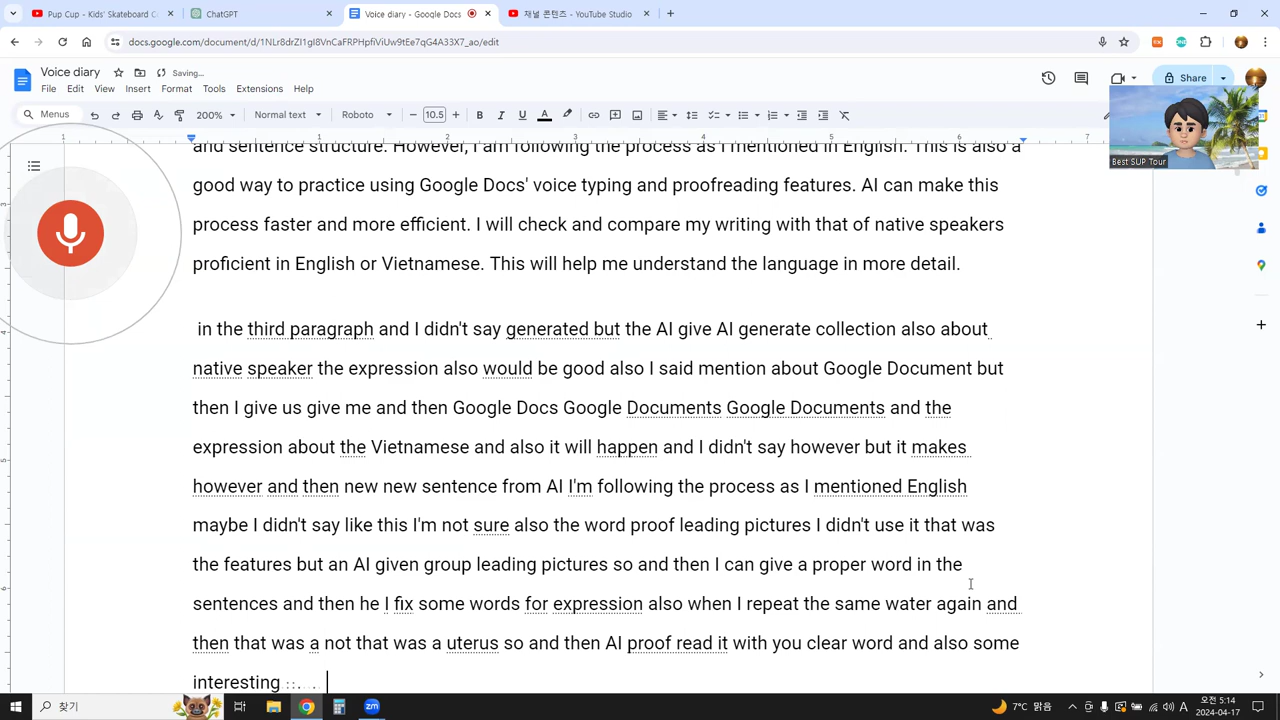 Pup Cup - Kids' Skateboard C
ChatGPT
Voice diary - Google Docs
재널 콘텐츠 - YouTube Studio
docs.google.com/document/d/1NLr8drZI1gI8VnCaFRPHpfiViUw9tEe7qG4A33X7_ao/edit
Voice diary
Saving...
File Edit View Insert Format Tools Extensions Help
Share
Menus
200%
Normal text
Roboto
10.5
Best SUP Tour
1 1 2 3 4 5 6 7
and sentence structure. However, I am following the process as I mentioned in English. This is also a
good way to practice using Google Docs' voice typing and proofreading features. AI can make this
process faster and more efficient. I will check and compare my writing with that of native speakers
proficient in English or Vietnamese. This will help me understand the language in more detail.
in the third paragraph and I didn't say generated but the AI give AI generate collection also about
native speaker the expression also would be good also I said mention about Google Document but
then I give us give me and then Google Docs Google Documents Google Documents and the
expression about the Vietnamese and also it will happen and I didn't say however but it makes
however and then new new sentence from AI I'm following the process as I mentioned English
maybe I didn't say like this I'm not sure also the word proof leading pictures I didn't use it that was
the features but an AI given group leading pictures so and then I can give a proper word in the
sentences and then he I fix some words for expression also when I repeat the same water again and
then that was a not that was a uterus so and then AI proof read it with you clear word and also some
interesting
찾기
7°C 맑음
A
오전 5:14
2024-04-17